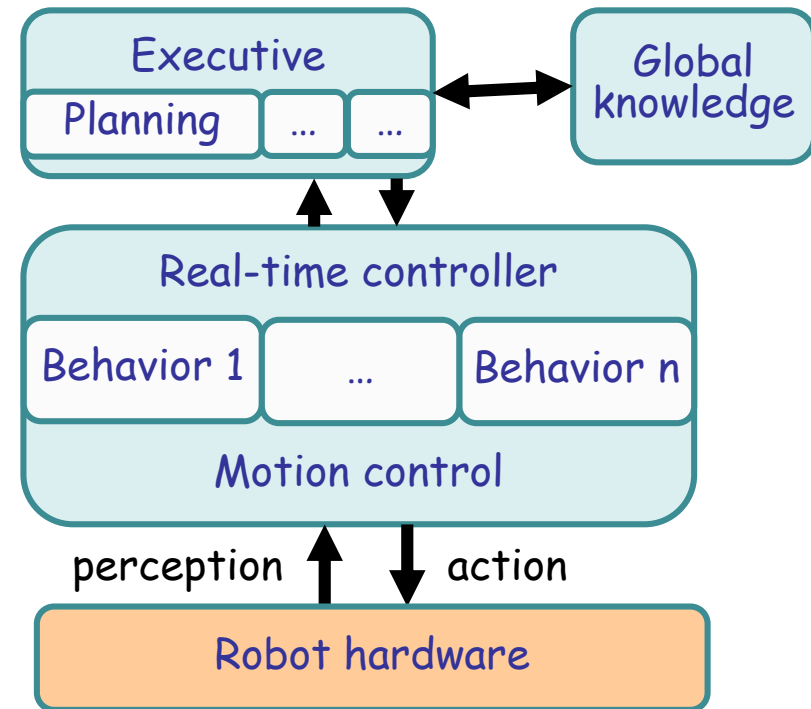 Executive
Planning
...
...
Global
knowledge
Real-time controller
Behavior 1
...
Behavior n
Motion control
perception
action
Robot hardware